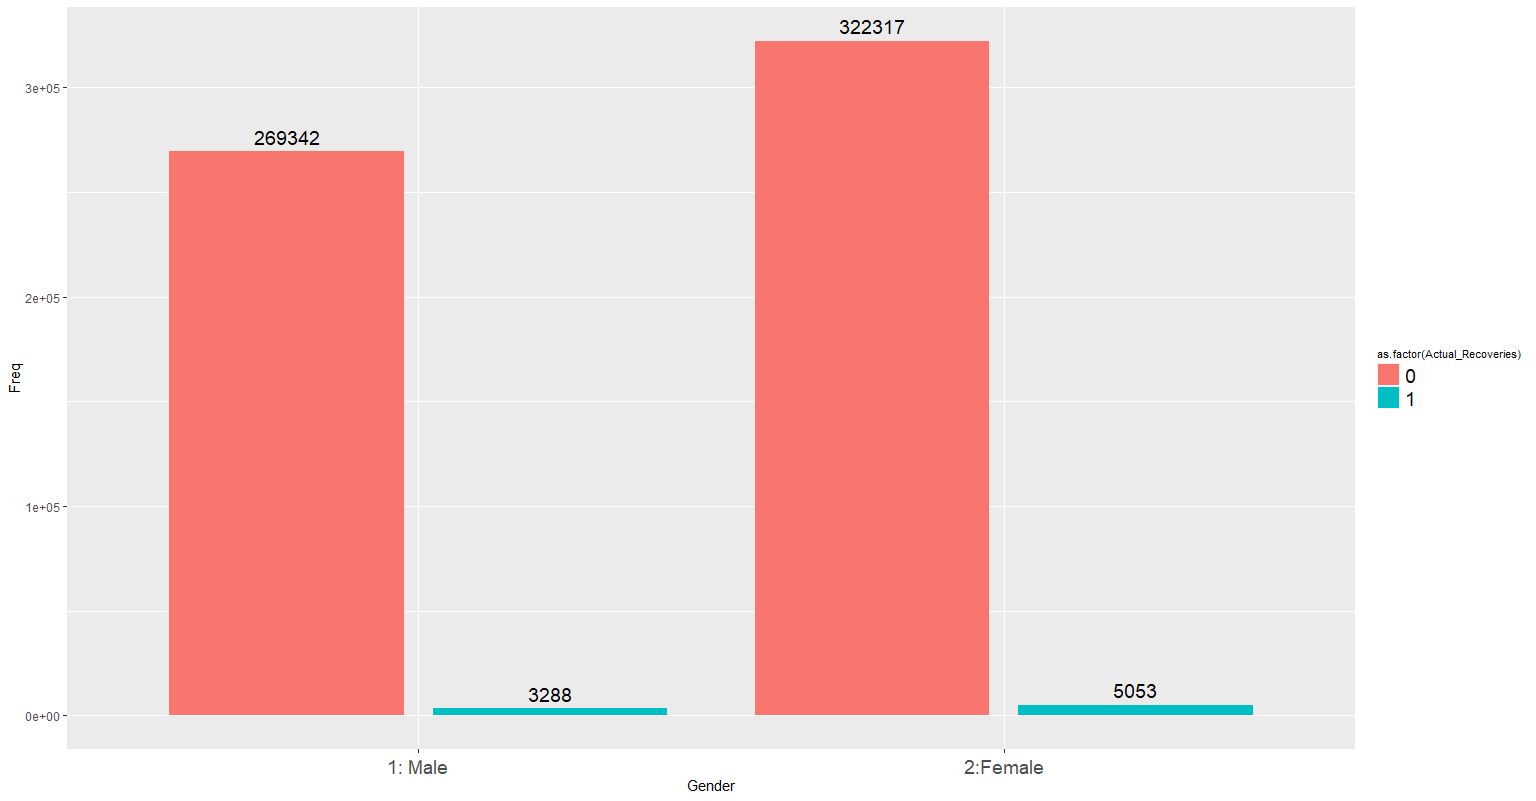 322317
3e+05
269342
2e+05
as.factor(Actual_Recoveries)
0
1
Freq
1e+05
3288
5053
0e+00
1: Male
2:Female
Gender